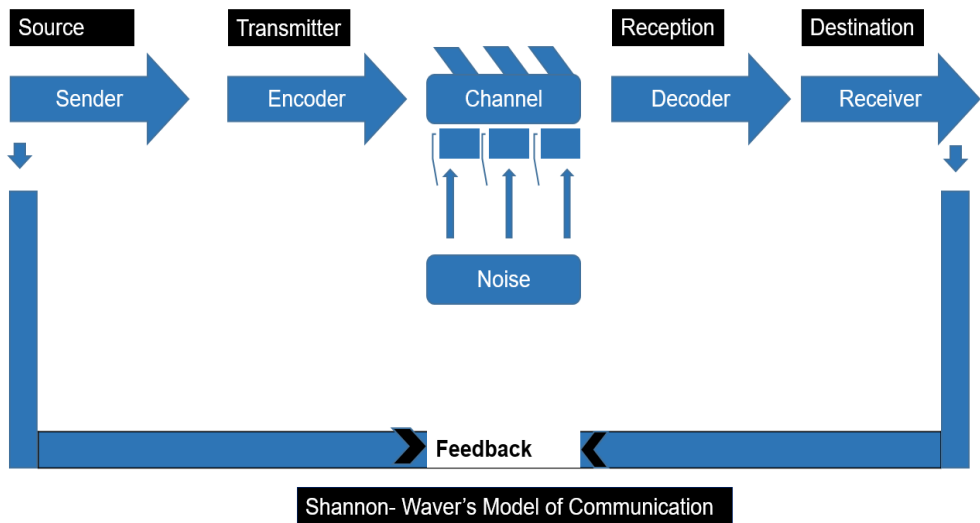 Source
Transmitter
Reception
Destination
Sender
Encoder
Channel
Decoder
Receiver
Noise
Feedback
Shannon- Waver’s Model of Communication